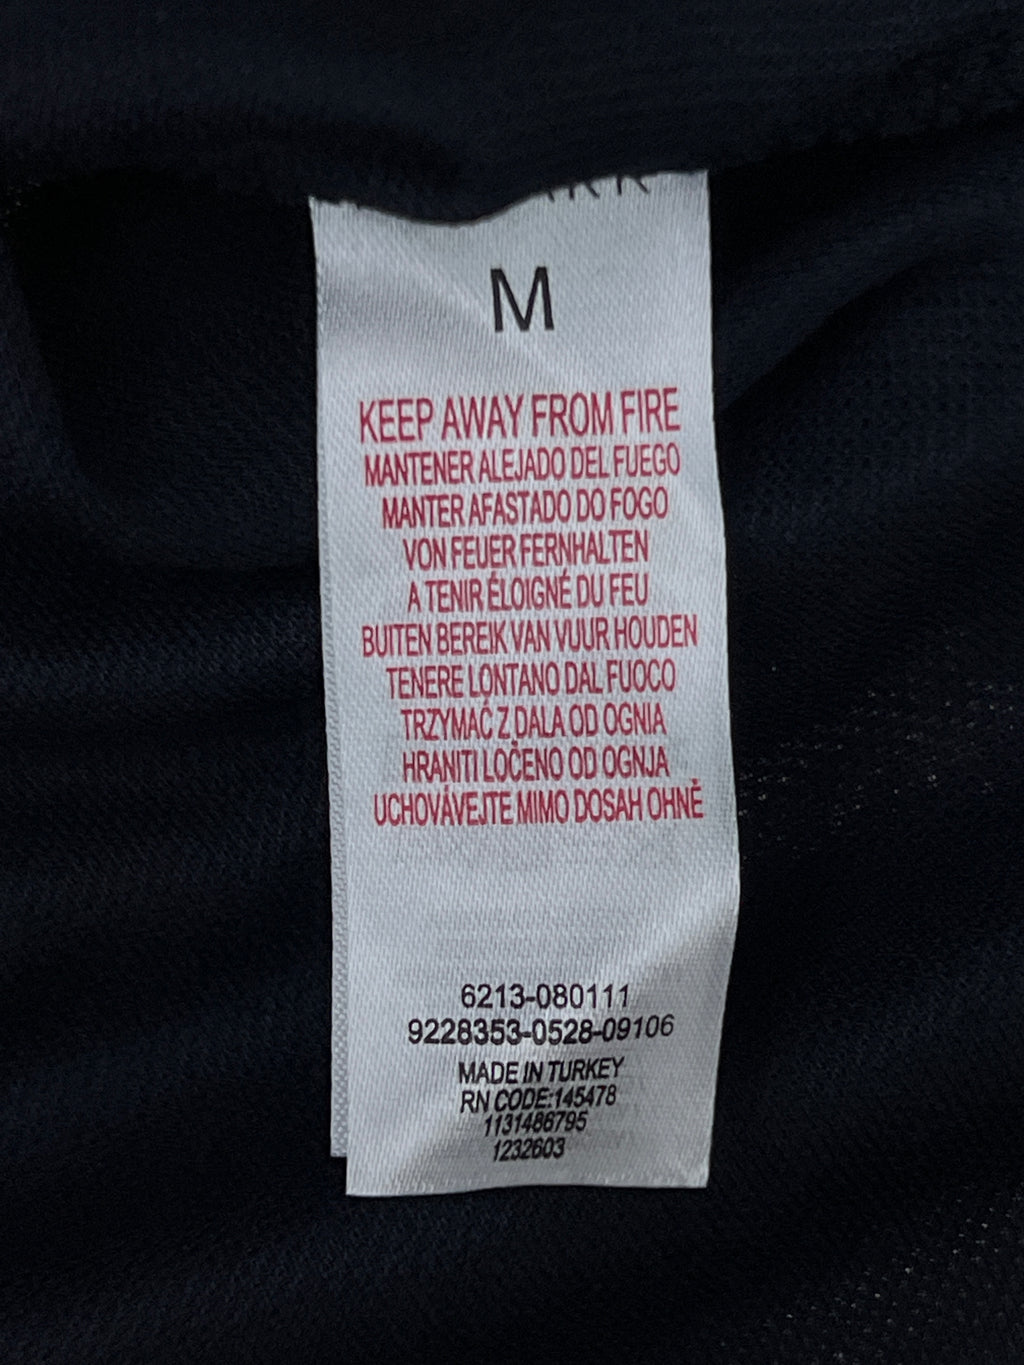 M
KEEP AWAY FROM FIRE
MANTENER ALEJADO DEL FUEGO
MANTER AFASTADO DO FOGO
VON FEUER FERNHALTEN
A TENIR ÉLOIGNÉ DU FEU
BUITEN BEREIK VAN VUUR HOUDEN
TENERE LONTANO DAL FUOCO
TRZYMAĆ Z DALA OD OGNIA
HRANITI LOČENO OD OGNJA
UCHOVÁVEJTE MIMO DOSAH OHNĚ
6213-080111
9228353-0528-09106
MADE IN TURKEY
RN CODE:145478
1131486795
1232603